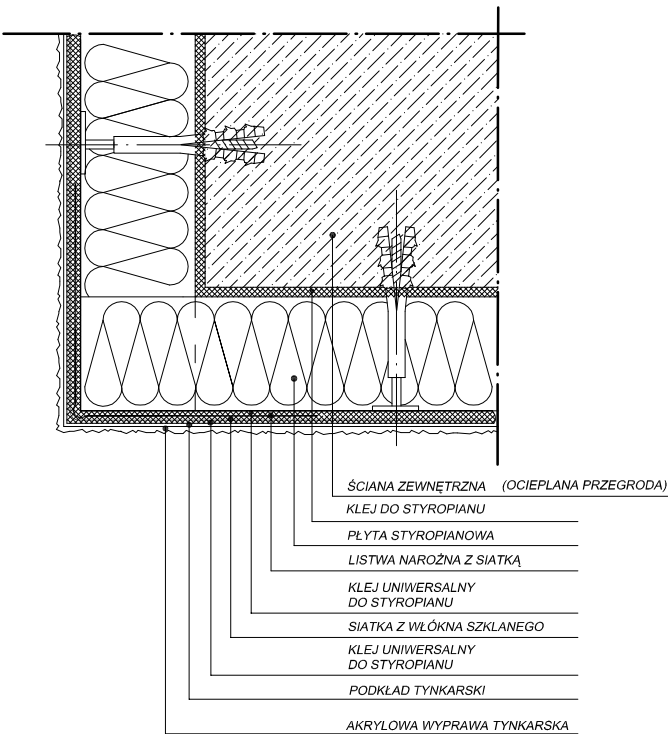 ŚCIANA ZEWNĘTRZNA (OCIEPLANA PRZEGRODA)
KLEJ DO STYROPIANU
PŁYTA STYROPIANOWA
LISTWA NAROŻNA Z SIATKĄ
KLEJ UNIWERSALNY
DO STYROPIANU
SIATKA Z WŁÓKNA SZKLANEGO
KLEJ UNIWERSALNY
DO STYROPIANU
PODKŁAD TYNKARSKI
AKRYLOWA WYPRAWA TYNKARSKA